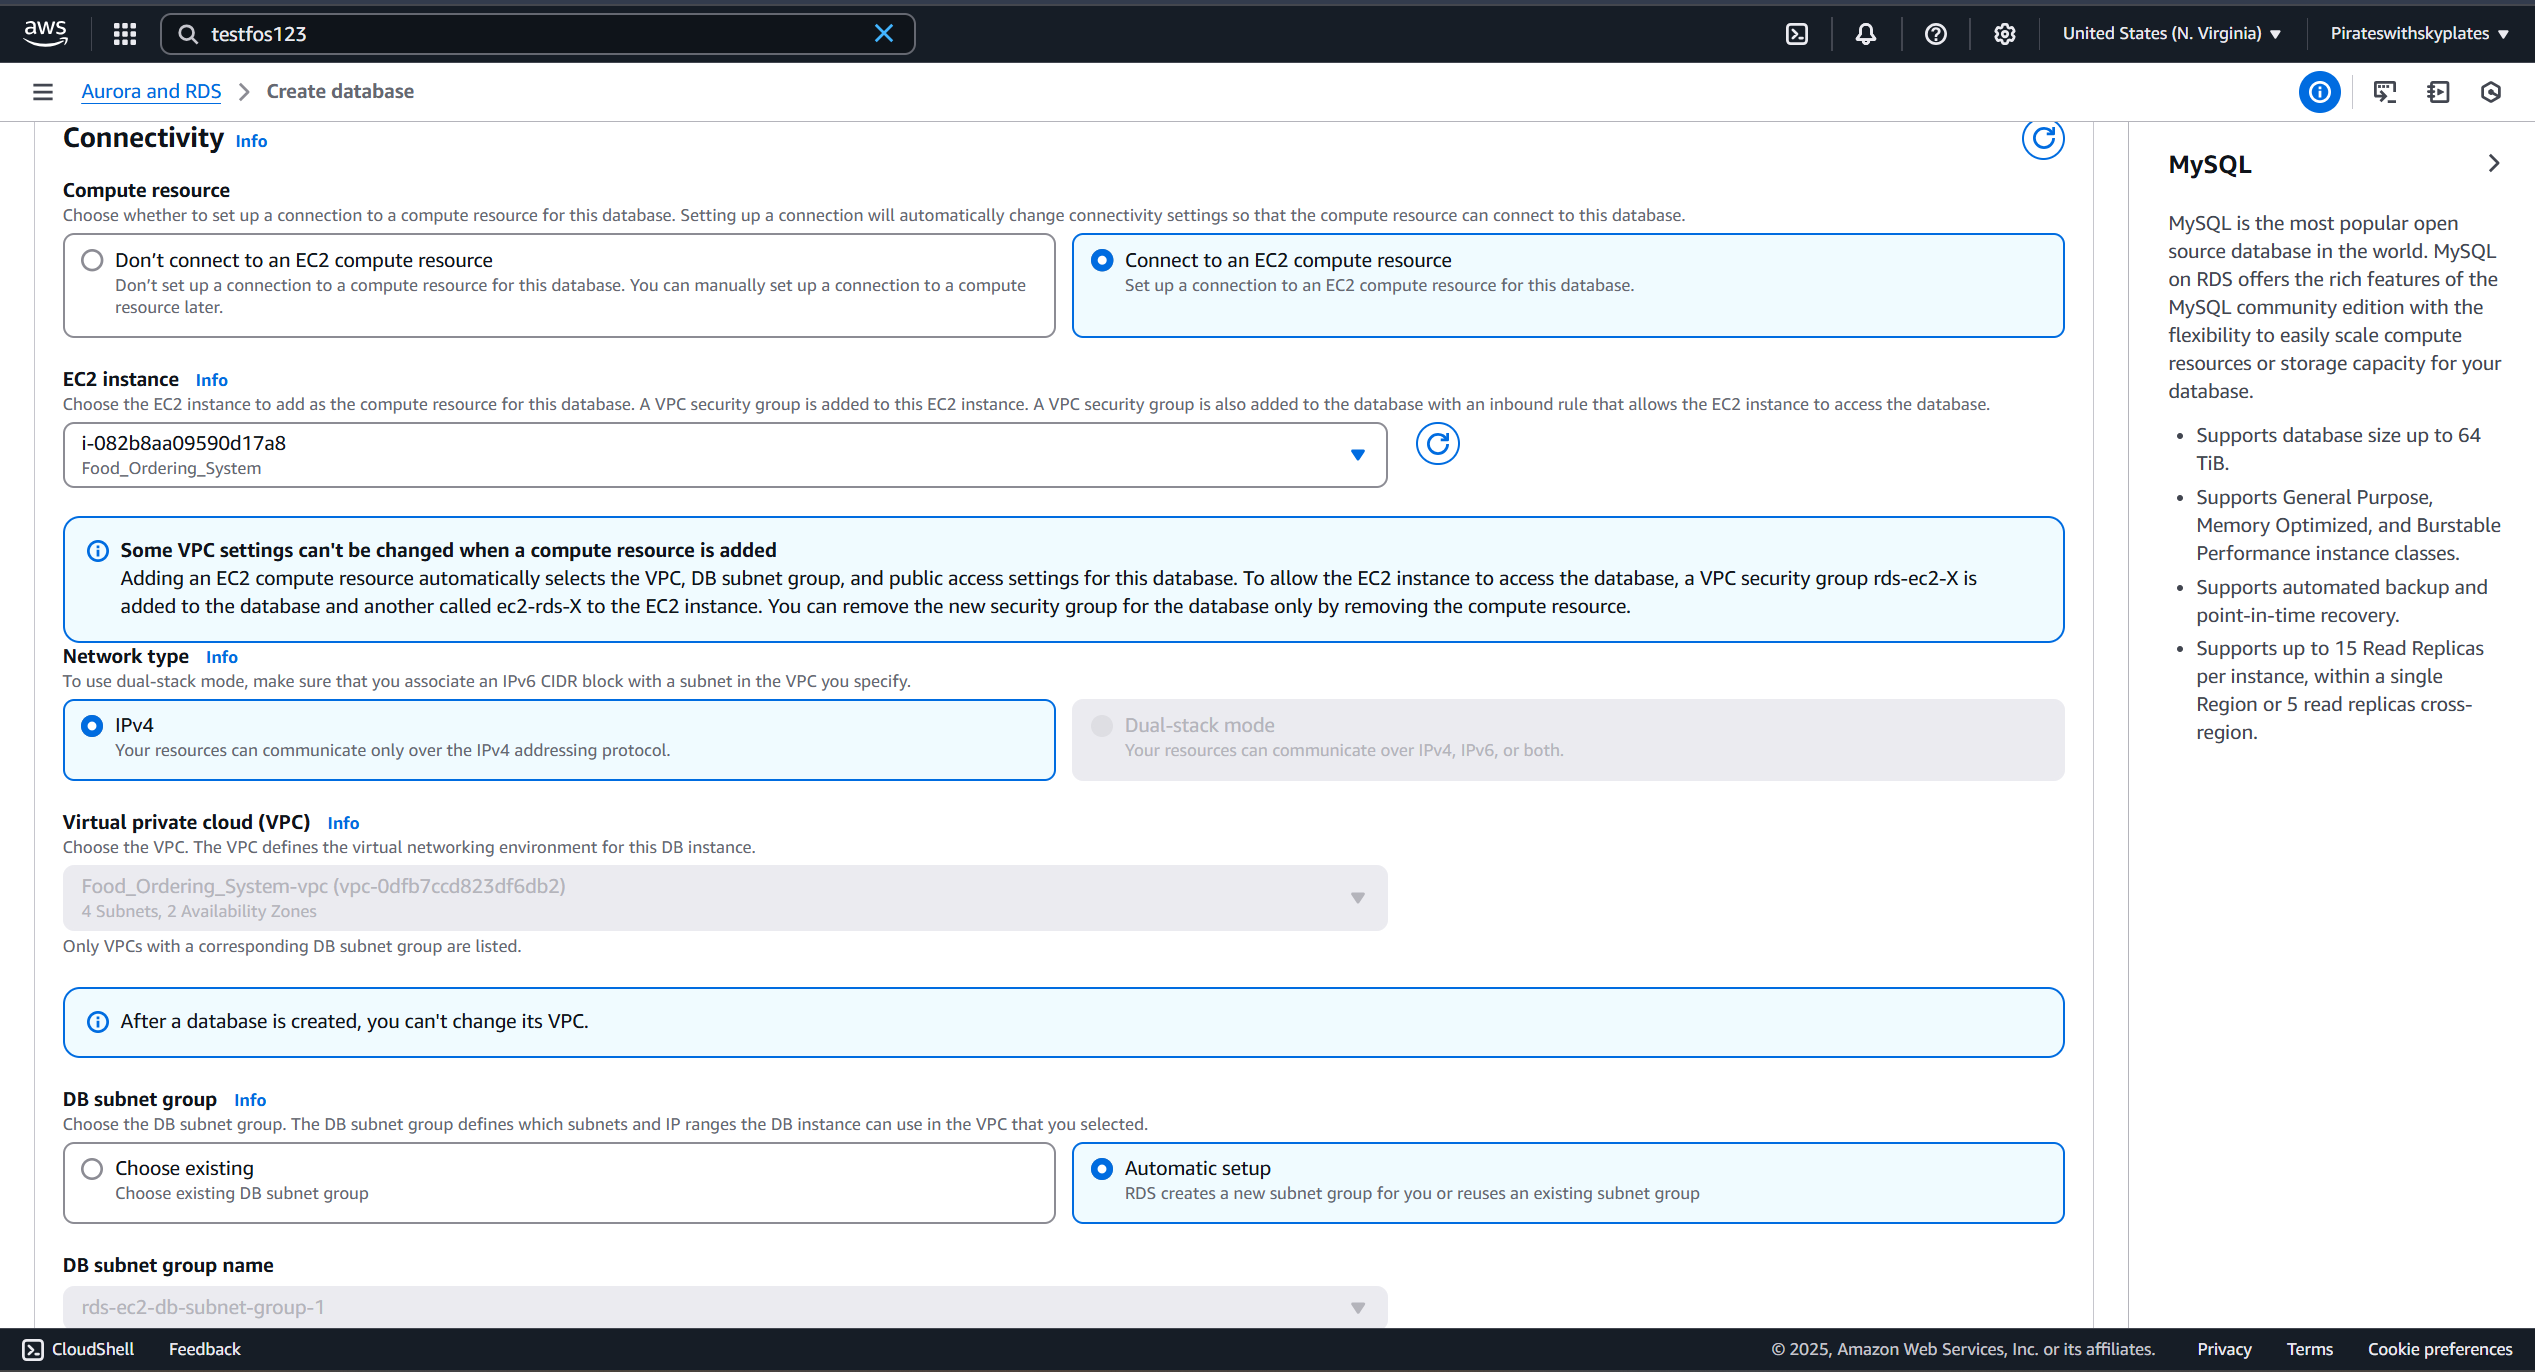 aws
testfos123
United States (N. Virginia)
Pirateswithskyplates
Aurora and RDS
Create database
Connectivity Info
Compute resource
Choose whether to set up a connection to a compute resource for this database. Setting up a connection will automatically change connectivity settings so that the compute resource can connect to this database.
Don’t connect to an EC2 compute resource
Don’t set up a connection to a compute resource for this database. You can manually set up a connection to a compute
resource later.
Connect to an EC2 compute resource
Set up a connection to an EC2 compute resource for this database.
EC2 instance Info
Choose the EC2 instance to add as the compute resource for this database. A VPC security group is added to this EC2 instance. A VPC security group is also added to the database with an inbound rule that allows the EC2 instance to access the database.
i-082b8aa09590d17a8
Food_Ordering_System
Some VPC settings can't be changed when a compute resource is added
Adding an EC2 compute resource automatically selects the VPC, DB subnet group, and public access settings for this database. To allow the EC2 instance to access the database, a VPC security group rds-ec2-X is
added to the database and another called ec2-rds-X to the EC2 instance. You can remove the new security group for the database only by removing the compute resource.
Network type Info
To use dual-stack mode, make sure that you associate an IPv6 CIDR block with a subnet in the VPC you specify.
IPv4
Your resources can communicate only over the IPv4 addressing protocol.
Dual-stack mode
Your resources can communicate over IPv4, IPv6, or both.
Virtual private cloud (VPC) Info
Choose the VPC. The VPC defines the virtual networking environment for this DB instance.
Food_Ordering_System-vpc (vpc-0dfb7ccd823df6db2)
4 Subnets, 2 Availability Zones
Only VPCs with a corresponding DB subnet group are listed.
After a database is created, you can't change its VPC.
DB subnet group Info
Choose the DB subnet group. The DB subnet group defines which subnets and IP ranges the DB instance can use in the VPC that you selected.
Choose existing
Choose existing DB subnet group
Automatic setup
RDS creates a new subnet group for you or reuses an existing subnet group
DB subnet group name
rds-ec2-db-subnet-group-1
MySQL
MySQL is the most popular open
source database in the world. MySQL
on RDS offers the rich features of the
MySQL community edition with the
flexibility to easily scale compute
resources or storage capacity for your
database.
• Supports database size up to 64
TiB.
• Supports General Purpose,
Memory Optimized, and Burstable
Performance instance classes.
• Supports automated backup and
point-in-time recovery.
• Supports up to 15 Read Replicas
per instance, within a single
Region or 5 read replicas cross-
region.
CloudShell
Feedback
© 2025, Amazon Web Services, Inc. or its affiliates.
Privacy
Terms
Cookie preferences